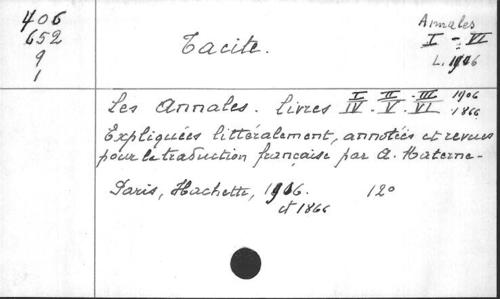 406
652
9
1
Tacite.
Annales
I - VI
L. 1906
Les Annales. Livres I . II . III 1906
IV . V . VI 1866
Expliquées littéralement, annotées et revues
pour la traduction française par A. Materne-
Paris, Hachette, 1906. 12°
et 1866